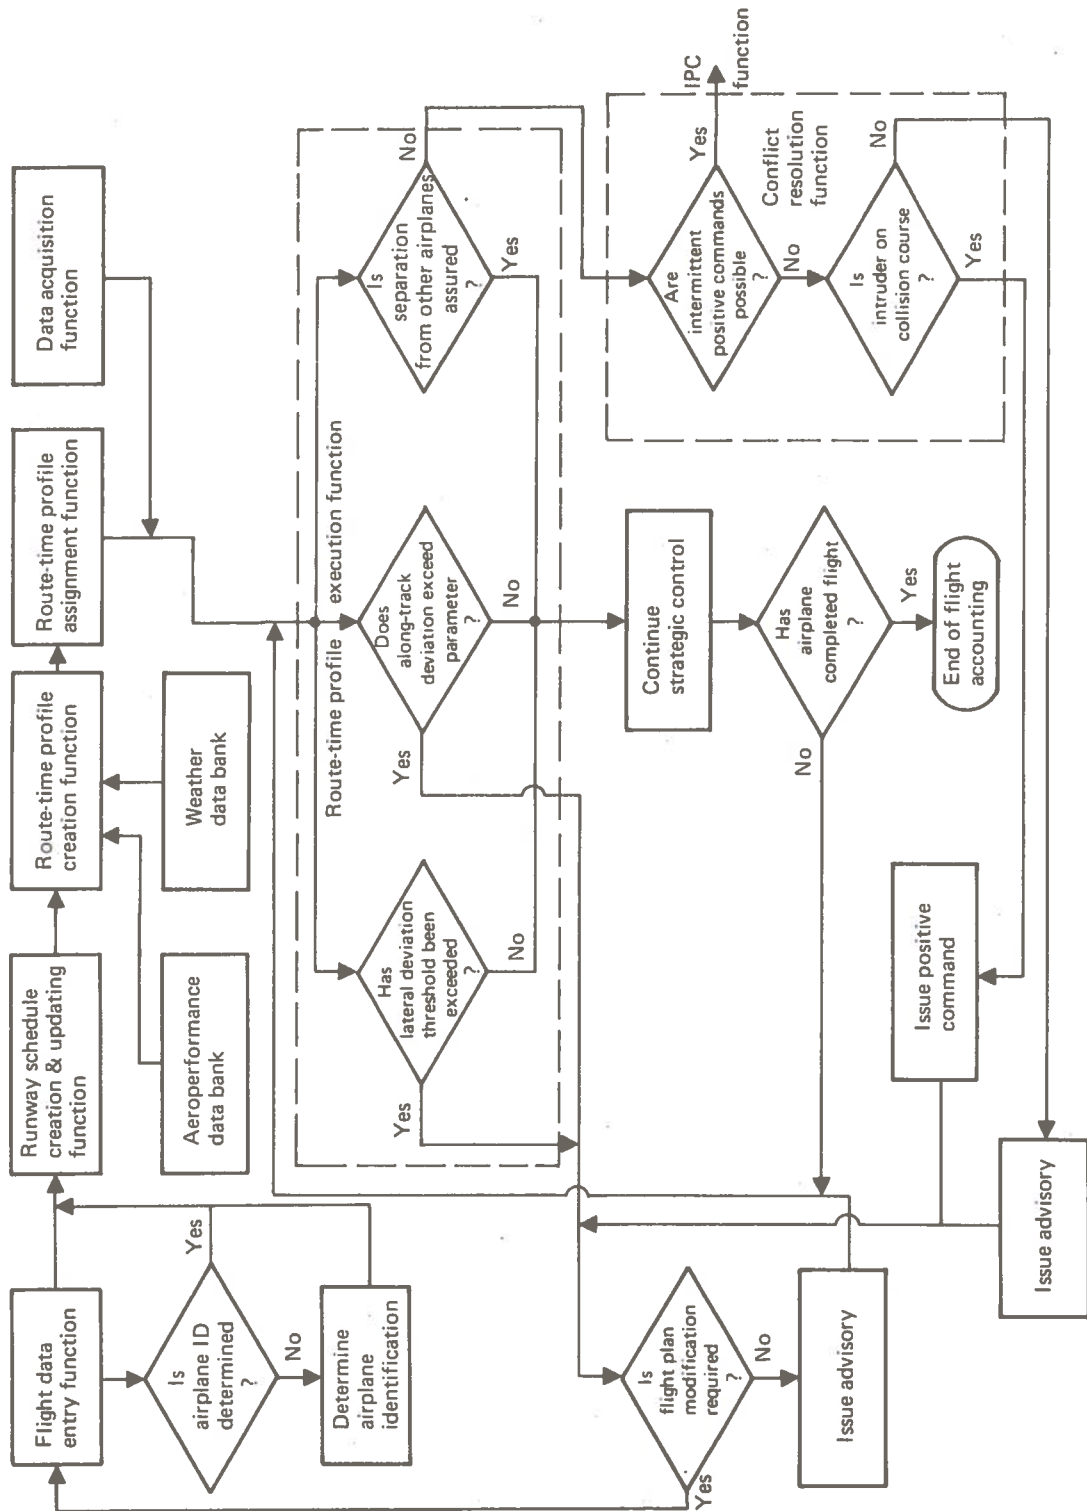 Flight data
entry function
Is
airplane ID
determined
?
Yes
No
Determine
airplane
identification
Runway schedule
creation & updating
function
Aeroperformance
data bank
Route-time profile
creation function
Weather
data bank
Route-time profile
assignment function
Data acquisition
function
Route-time profile execution function
Has
lateral deviation
threshold been
exceeded
?
Yes
No
Does
along-track
deviation exceed
parameter
?
Yes
No
Is
separation
from other airplanes
assured
?
No
Yes
Is
flight plan
modification
required
?
Yes
No
Issue advisory
Continue
strategic control
Has
airplane
completed flight
?
No
Yes
End of flight
accounting
Are
intermittent
positive commands
possible
?
Yes
IPC
function
No
Conflict
resolution
function
Is
intruder on
collision course
?
No
Yes
Issue positive
command
Issue advisory